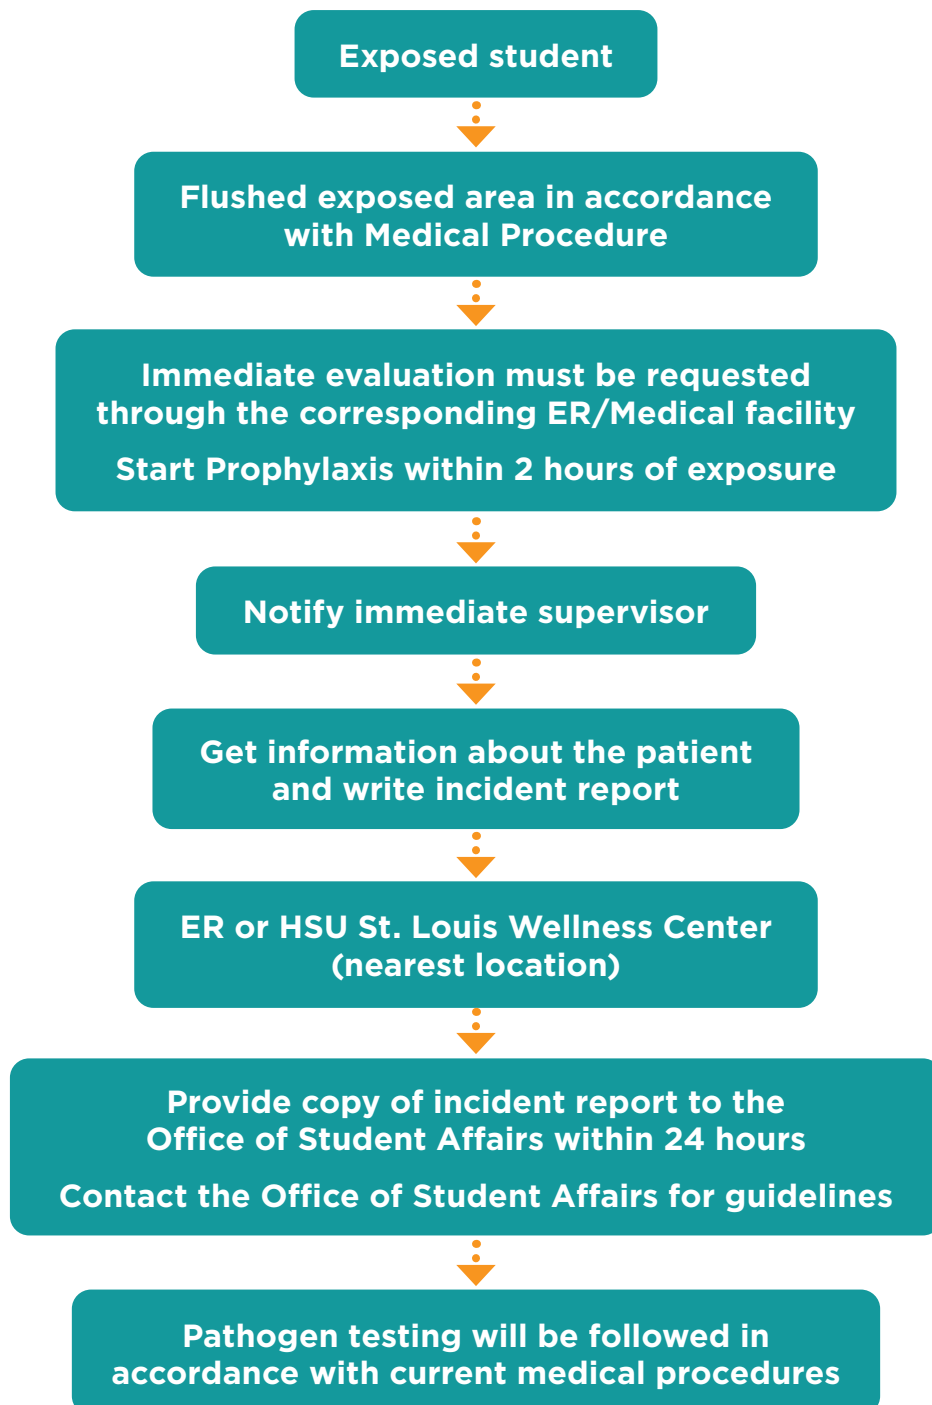 Exposed student
Flushed exposed area in accordance
with Medical Procedure
Immediate evaluation must be requested
through the corresponding ER/Medical facility
Start Prophylaxis within 2 hours of exposure
Notify immediate supervisor
Get information about the patient
and write incident report
ER or HSU St. Louis Wellness Center
(nearest location)
Provide copy of incident report to the
Office of Student Affairs within 24 hours
Contact the Office of Student Affairs for guidelines
Pathogen testing will be followed in
accordance with current medical procedures